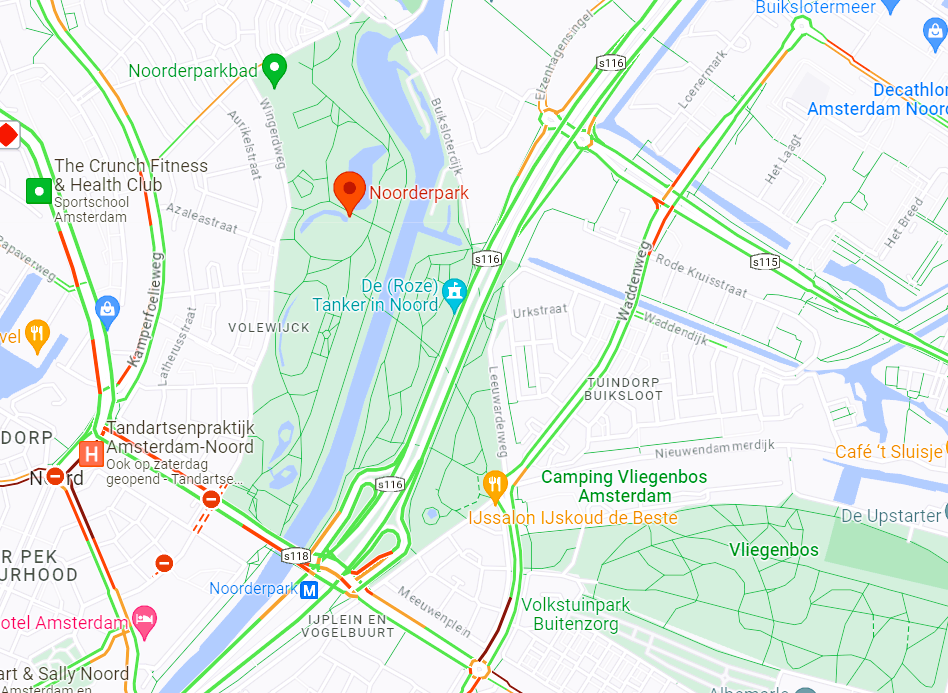 Buikslotermeer
s116
Elzenhagensingel
Noorderparkbad
Loenermark
Decathlon
Amsterdam Noord
Wingerdweg
Aurikelstraat
Buiksloterdijk
Het Laagt
The Crunch Fitness
& Health Club
Sportschool
Amsterdam
Noorderpark
Azaleastraat
Het Breed
Papaverweg
s116
s115
Rode Kruisstraat
Kamperfoelieweg
De (Roze)
Tanker in Noord
Waddenweg
Urkstraat
Waddendijk
VOLEWIJCK
Latherusstraat
vel
Leeuwarderweg
TUINDORP
BUIKSLOOT
DORP
Tandartsenpraktijk
Amsterdam-Noord
Ook op zaterdag
geopend - Tandartse...
H
Nieuwendammerdijk
Café 't Sluisje
Noord
s116
Camping Vliegenbos
Amsterdam
IJssalon IJskoud de Beste
De Upstarter
R PEK
URHOOD
s118
Vliegenbos
Noorderpark
M
Meeuwenplein
Volkstuinpark
Buitenzorg
otel Amsterdam
IJPLEIN EN
VOGELBUURT
art & Sally Noord
Amsterdam en
Albemarle